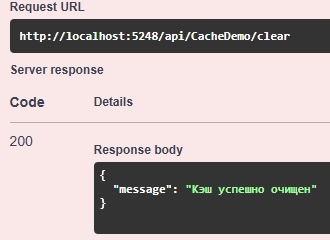 Request URL
http://localhost:5248/api/CacheDemo/clear
Server response
Code Details
200
Response body
{
  "message": "Кэш успешно очищен"
}